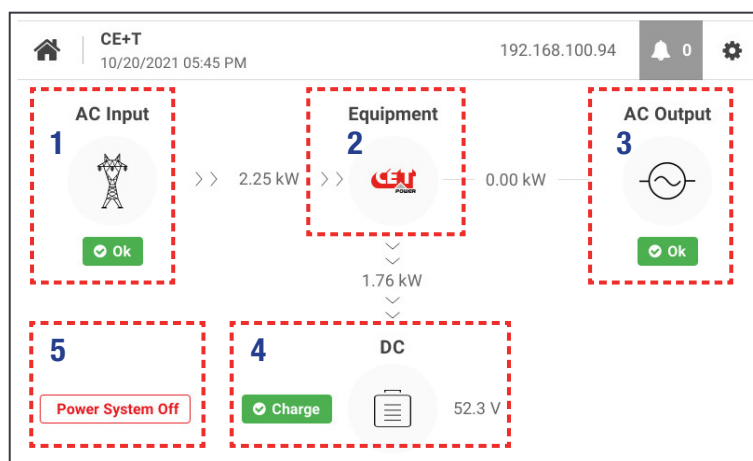 CE+T
10/20/2021 05:45 PM
192.168.100.94
0
AC Input
Equipment
AC Output
1
2
3
2.25 kW
CE+T
POWER
0.00 kW
Ok
Ok
1.76 kW
5
4
DC
Power System Off
Charge
52.3 V